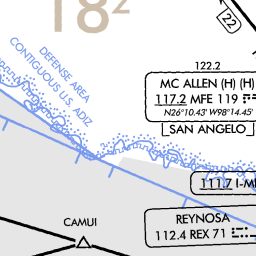 18²
22
DEFENSE AREA
CONTIGUOUS U.S. ADIZ
122.2
MC ALLEN (H) (H)
117.2 MFE 119
N26°10.43' W98°14.45'
SAN ANGELO
111.7 I-M
REYNOSA
112.4 REX 71
CAMUI